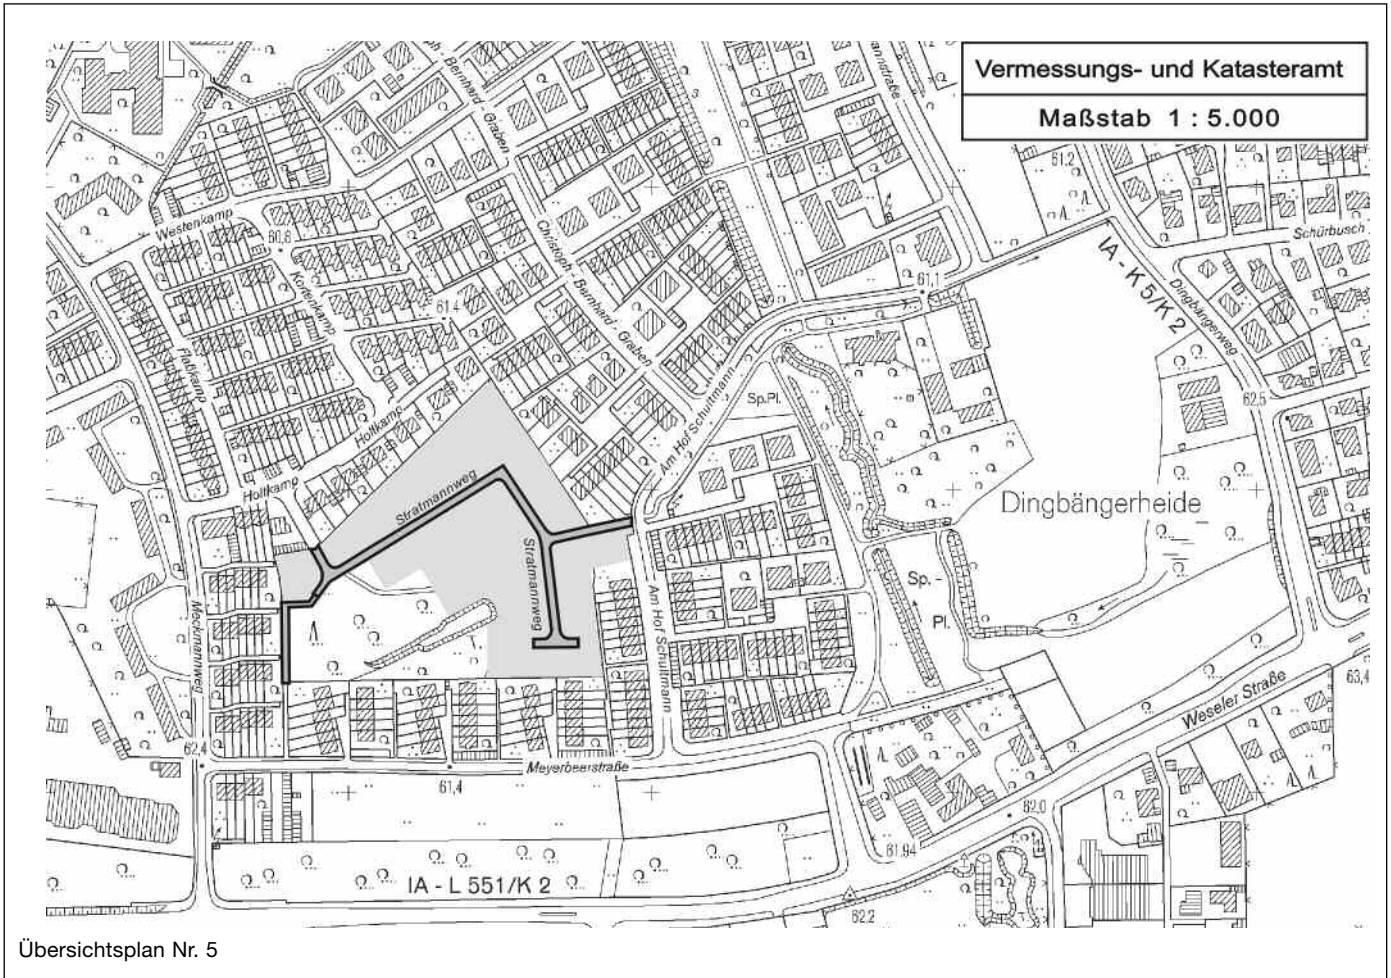 Vermessungs- und Katasteramt
Maßstab 1 : 5.000
ph - Bernhard Graben
annstraße
61,2
Westenkamp
60,8
Christoph - Bernhard - Graben
61,1
IA - K 5/K 2
Schürbusch
Kortenkamp
61,4
Dingbängerweg
Flaßkamp
Am Hof Schultmann
Sp.Pl.
62,5
Holtkamp
Holtkamp
Stratmannweg
Dingbängerheide
Stratmannweg
Sp. -
Pl.
Meckmannweg
Am Hof Schultmann
Weseler Straße
63,4
62,4
Meyerbeerstraße
61,4
62,0
61,94
IA - L 551/K 2
62,2
Übersichtsplan Nr. 5